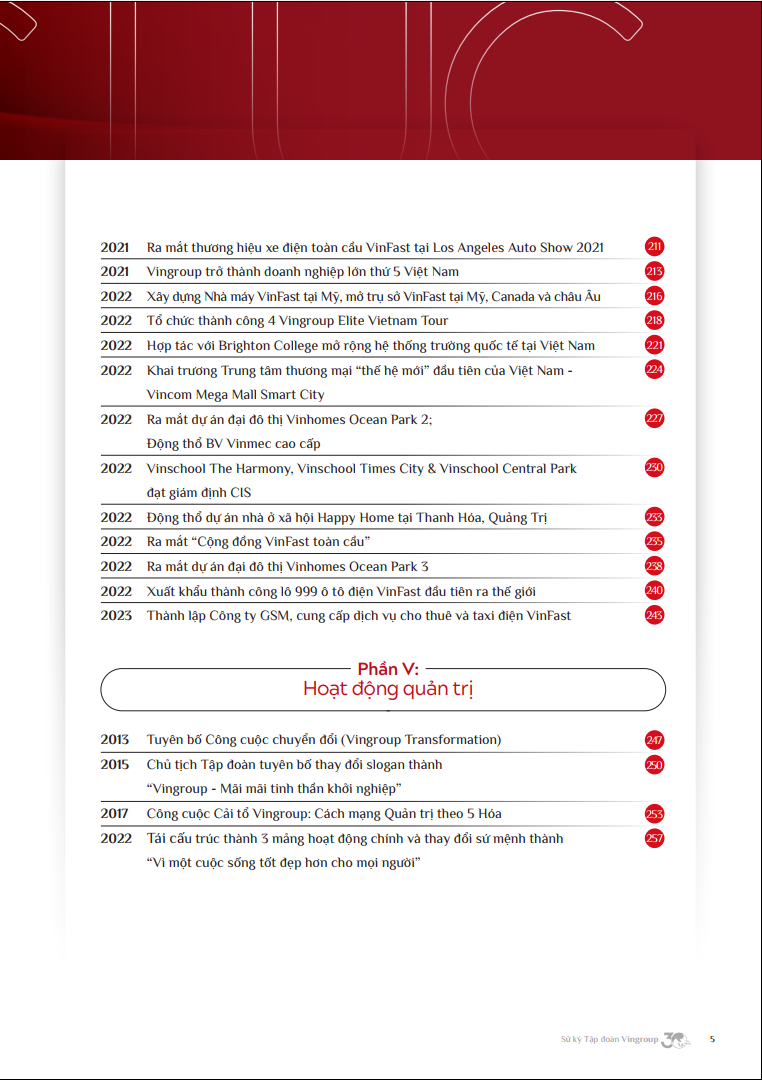 2021 Ra mắt thương hiệu xe điện toàn cầu VinFast tại Los Angeles Auto Show 2021 211
2021 Vingroup trở thành doanh nghiệp lớn thứ 5 Việt Nam 213
2022 Xây dựng Nhà máy VinFast tại Mỹ, mở trụ sở VinFast tại Mỹ, Canada và châu Âu 216
2022 Tổ chức thành công 4 Vingroup Elite Vietnam Tour 218
2022 Hợp tác với Brighton College mở rộng hệ thống trường quốc tế tại Việt Nam 221
2022 Khai trương Trung tâm thương mại “thế hệ mới” đầu tiên của Việt Nam - 224
Vincom Mega Mall Smart City
2022 Ra mắt dự án đại đô thị Vinhomes Ocean Park 2; 227
Động thổ BV Vinmec cao cấp
2022 Vinschool The Harmony, Vinschool Times City & Vinschool Central Park 230
đạt giám định CIS
2022 Động thổ dự án nhà ở xã hội Happy Home tại Thanh Hóa, Quảng Trị 233
2022 Ra mắt “Cộng đồng VinFast toàn cầu” 235
2022 Ra mắt dự án đại đô thị Vinhomes Ocean Park 3 238
2022 Xuất khẩu thành công lô 999 ô tô điện VinFast đầu tiên ra thế giới 240
2023 Thành lập Công ty GSM, cung cấp dịch vụ cho thuê và taxi điện VinFast 243
Phần V:
Hoạt động quản trị
2013 Tuyên bố Công cuộc chuyển đổi (Vingroup Transformation) 247
2015 Chủ tịch Tập đoàn tuyên bố thay đổi slogan thành 250
“Vingroup - Mãi mãi tinh thần khởi nghiệp”
2017 Công cuộc Cải tổ Vingroup: Cách mạng Quản trị theo 5 Hóa 253
2022 Tái cấu trúc thành 3 mảng hoạt động chính và thay đổi sứ mệnh thành 257
“Vì một cuộc sống tốt đẹp hơn cho mọi người”
Sử ký Tập đoàn Vingroup 30 5